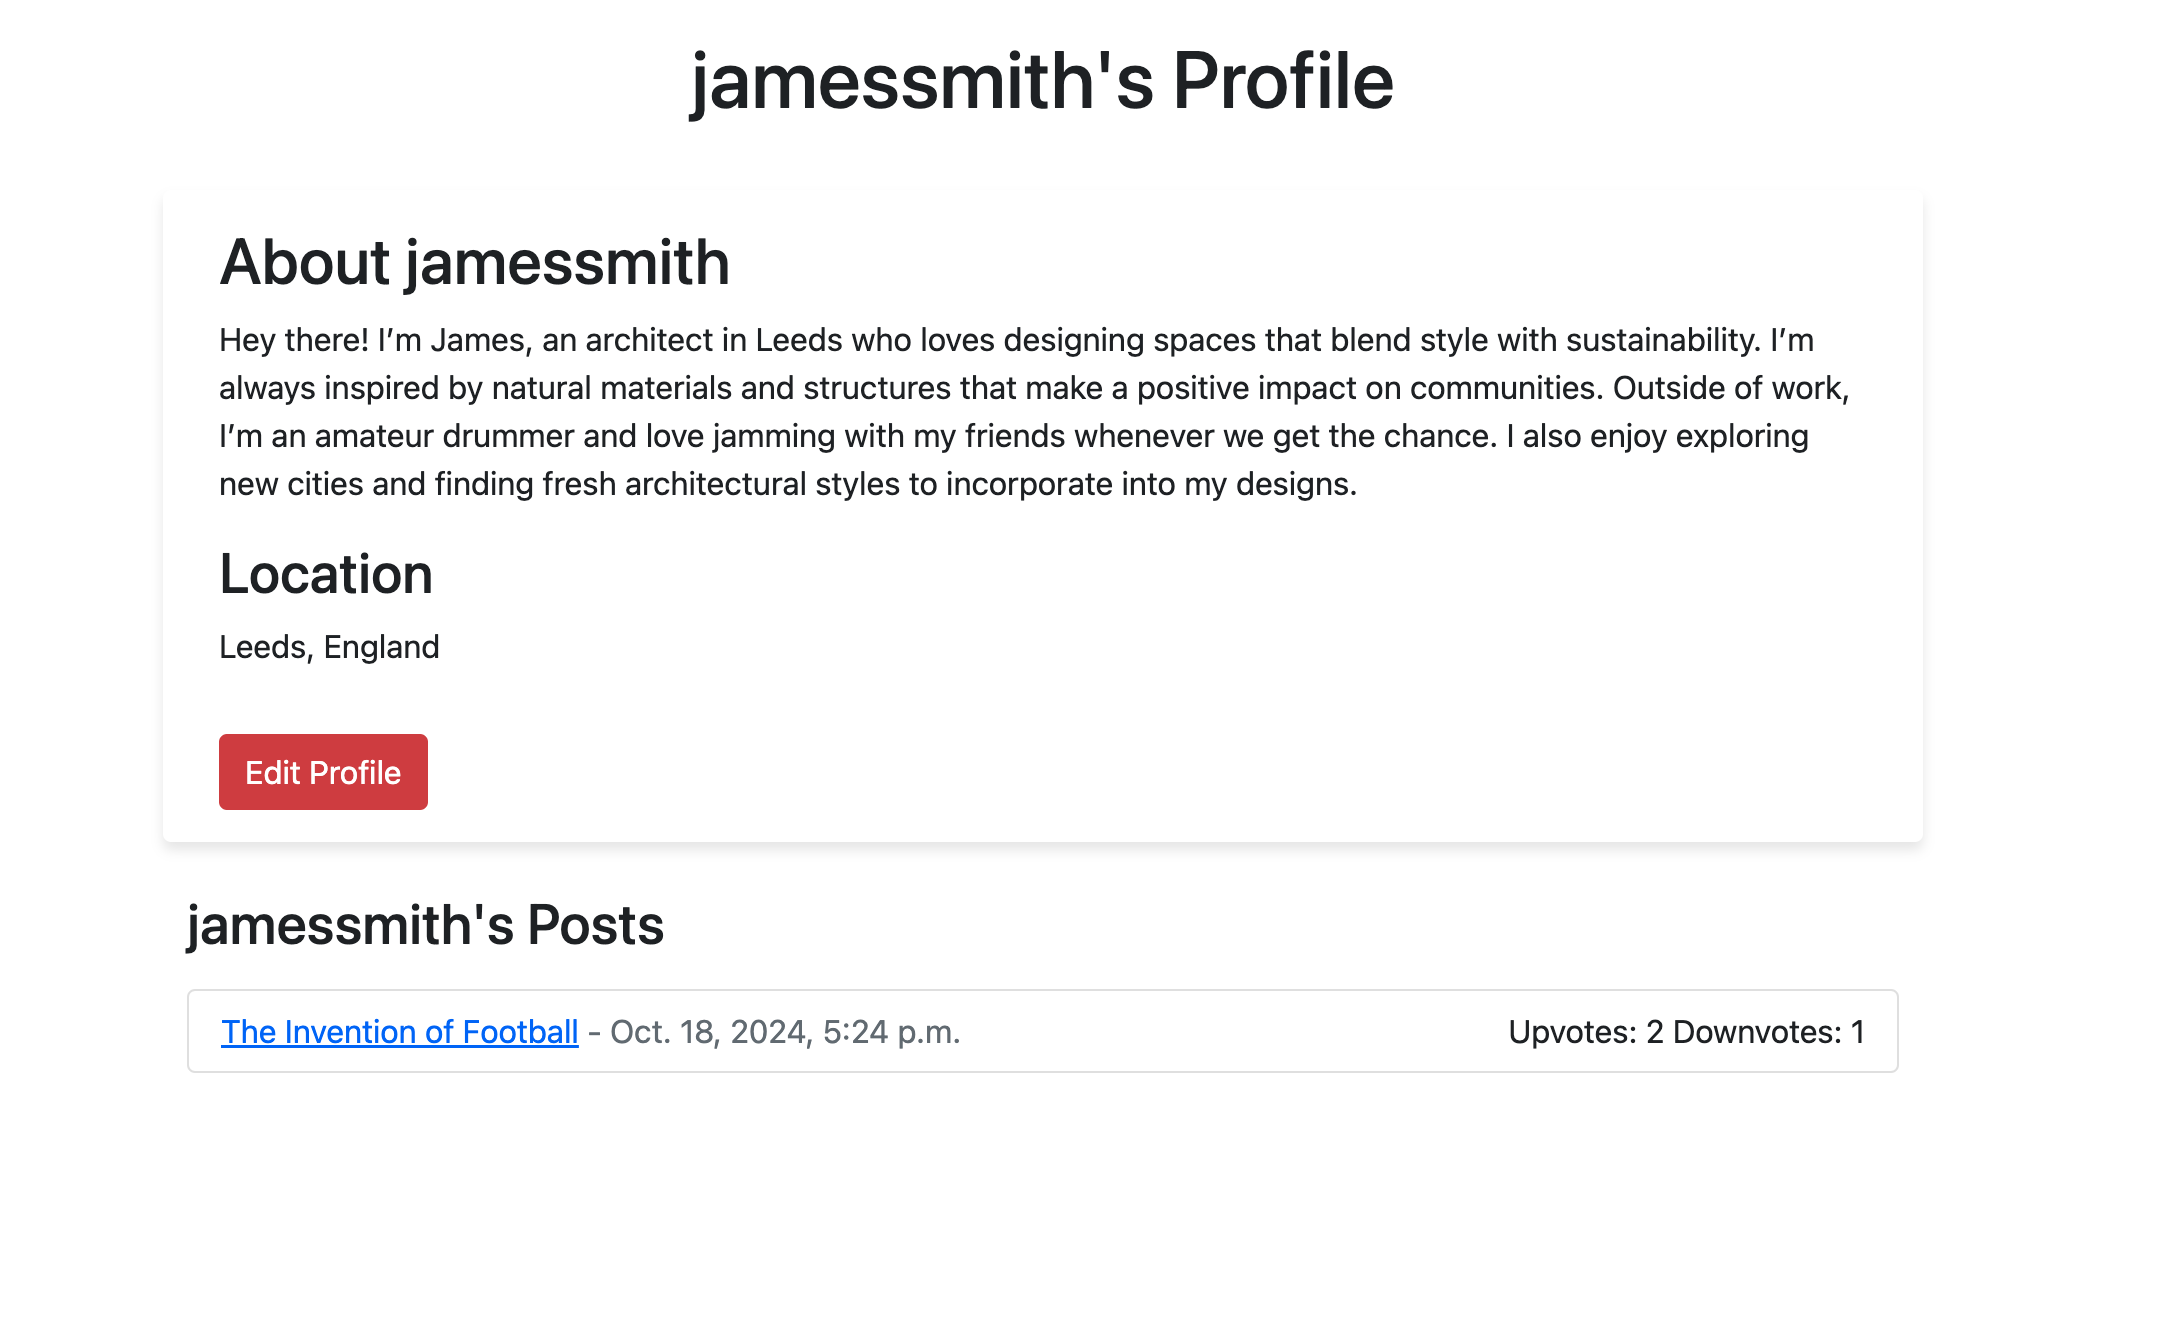 jamessmith's Profile
About jamessmith
Hey there! I’m James, an architect in Leeds who loves designing spaces that blend style with sustainability. I’m
always inspired by natural materials and structures that make a positive impact on communities. Outside of work,
I’m an amateur drummer and love jamming with my friends whenever we get the chance. I also enjoy exploring
new cities and finding fresh architectural styles to incorporate into my designs.
Location
Leeds, England
Edit Profile
jamessmith's Posts
The Invention of Football - Oct. 18, 2024, 5:24 p.m. Upvotes: 2 Downvotes: 1